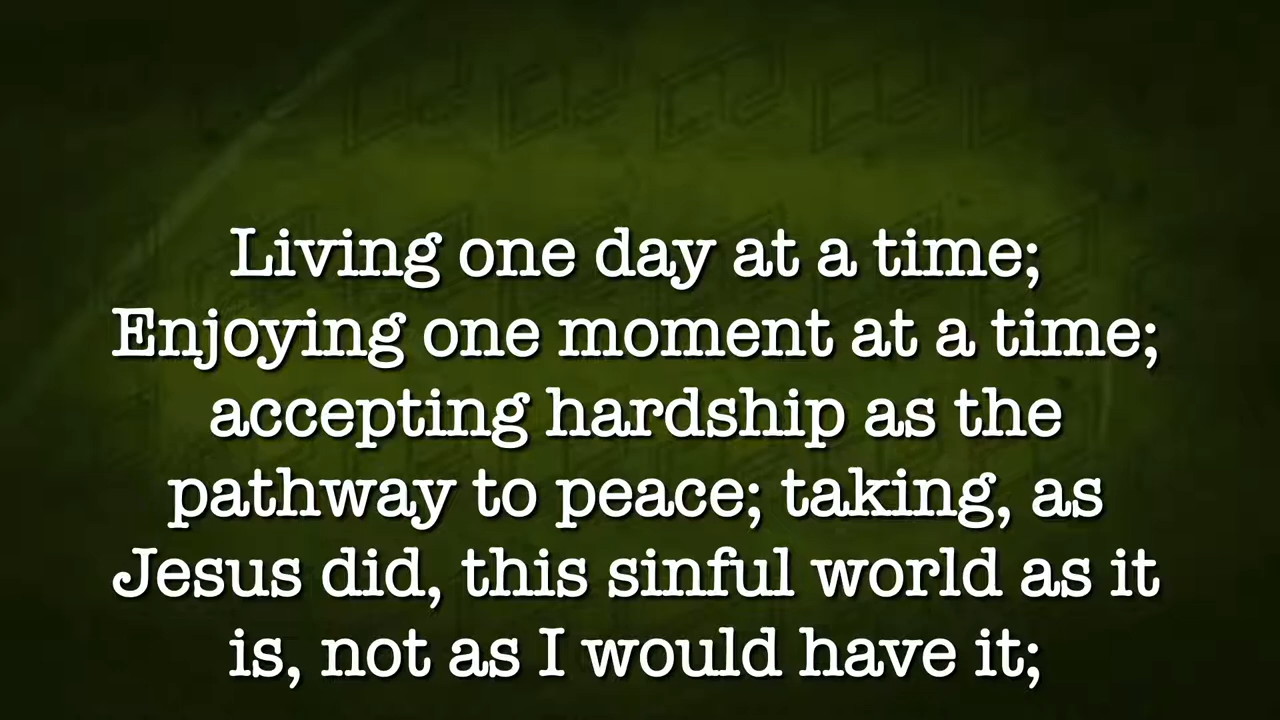 Living one day at a time;
Enjoying one moment at a time;
accepting hardship as the
pathway to peace; taking, as
Jesus did, this sinful world as it
is, not as I would have it;